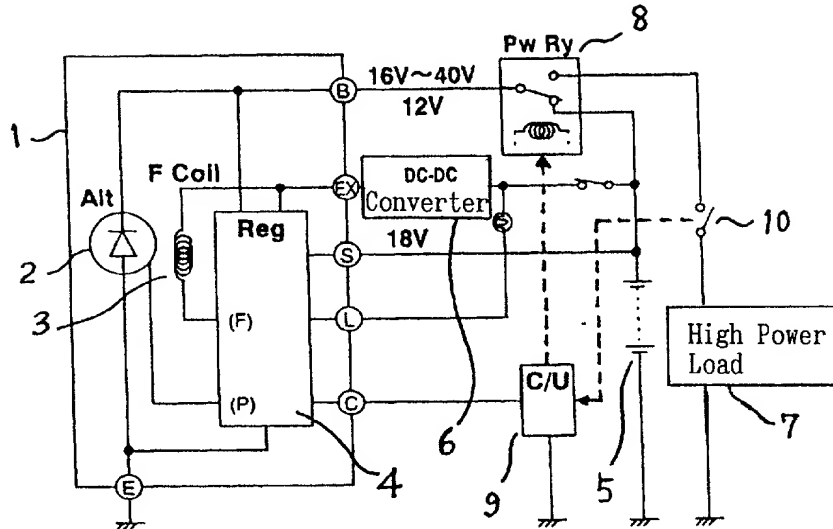 Pw Ry
8
16V~40V
12V
B
1
F Coil
EX
DC-DC
Converter
Alt
Reg
S
18V
10
2
3
(F)
L
High Power
Load
C/U
(P)
C
4
6
9
5
7
E